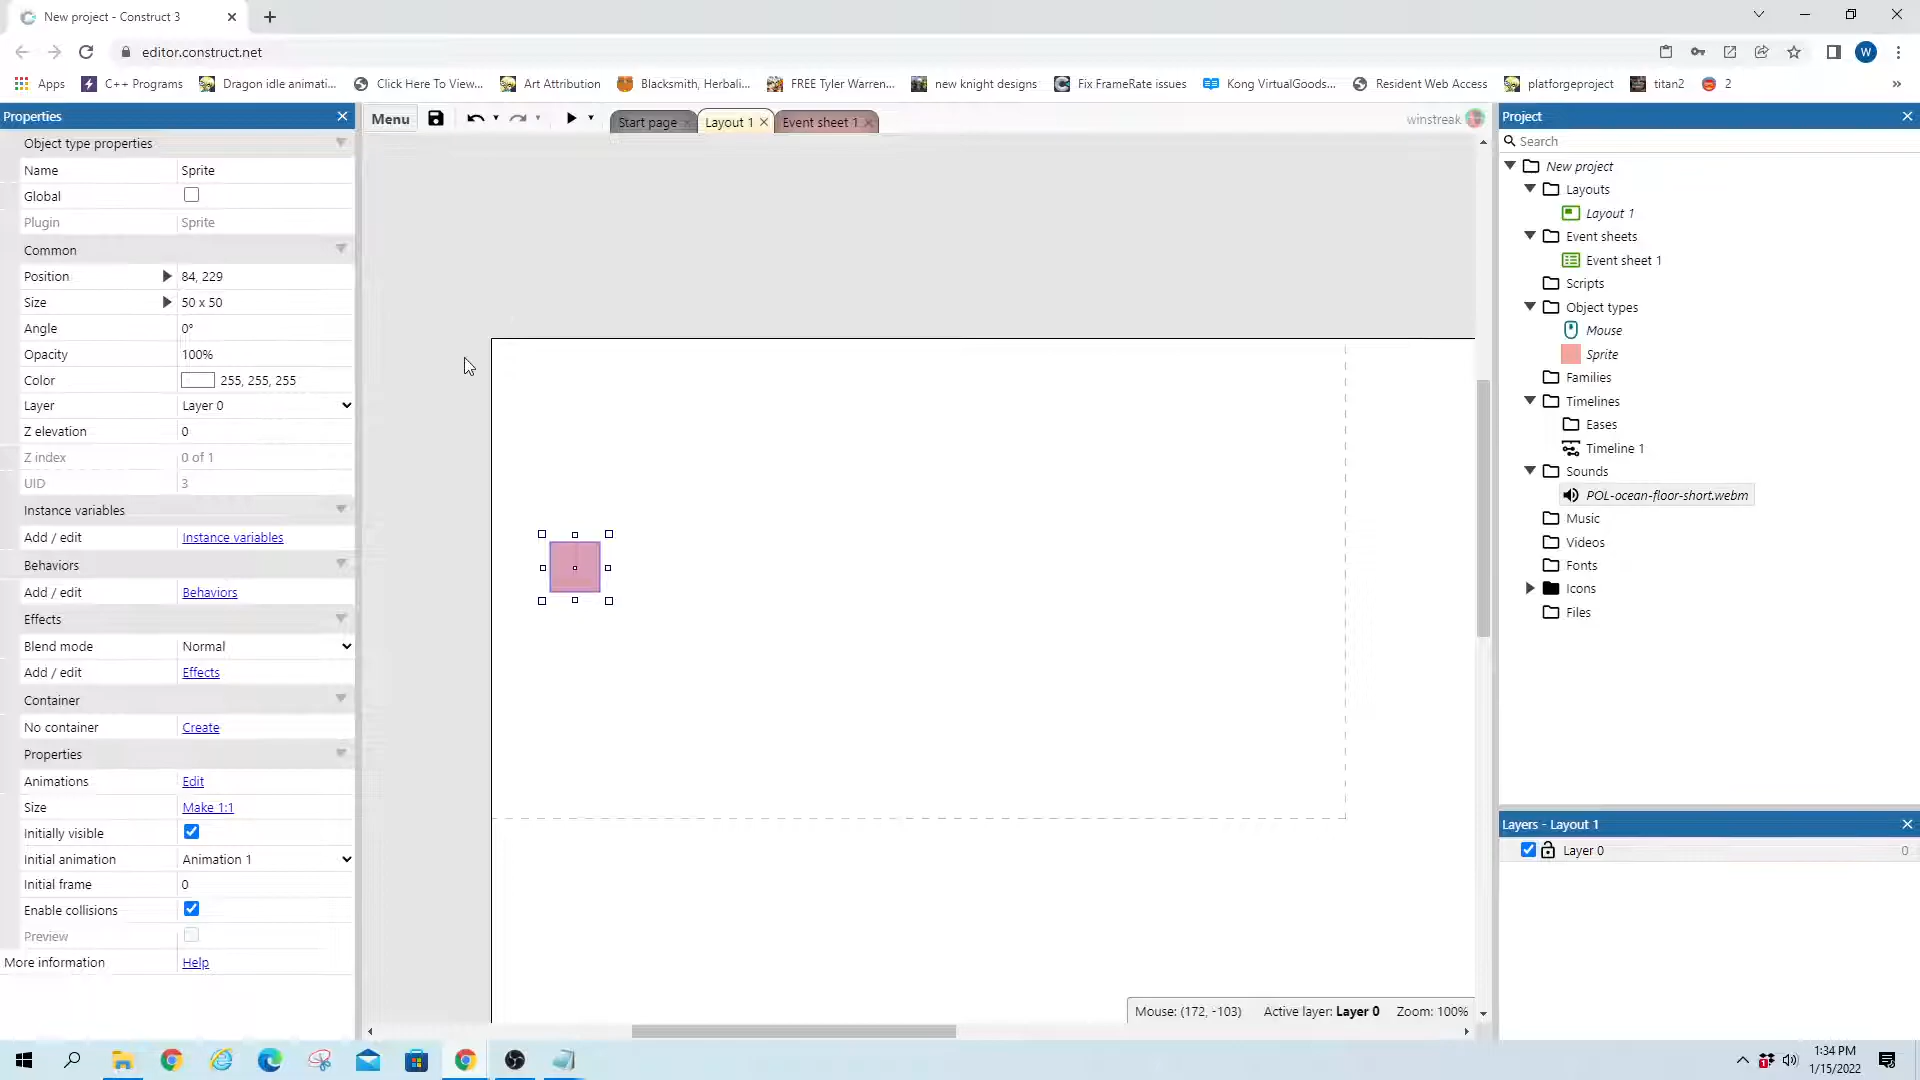 New project - Construct 3
editor.construct.net
W
Apps
C++ Programs
Dragon idle animati...
Click Here To View...
Art Attribution
Blacksmith, Herbali...
FREE Tyler Warren...
new knight designs
Fix FrameRate issues
Kong VirtualGoods...
Resident Web Access
platforgeproject
titan2
2
»
Properties
Menu
Start page
Layout 1
Event sheet 1
winstreak
Project
Object type properties
Name Sprite
Global
Plugin Sprite
Common
Position 84, 229
Size 50 x 50
Angle 0°
Opacity 100%
Color 255, 255, 255
Layer Layer 0
Z elevation 0
Z index 0 of 1
UID 3
Instance variables
Add / edit Instance variables
Behaviors
Add / edit Behaviors
Effects
Blend mode Normal
Add / edit Effects
Container
No container Create
Properties
Animations Edit
Size Make 1:1
Initially visible
Initial animation Animation 1
Initial frame 0
Enable collisions
Preview
More information Help
Mouse: (172, -103) Active layer: Layer 0 Zoom: 100%
Search
New project
Layouts
Layout 1
Event sheets
Event sheet 1
Scripts
Object types
Mouse
Sprite
Families
Timelines
Eases
Timeline 1
Sounds
POL-ocean-floor-short.webm
Music
Videos
Fonts
Icons
Files
Layers - Layout 1
Layer 0 0
1:34 PM
1/15/2022